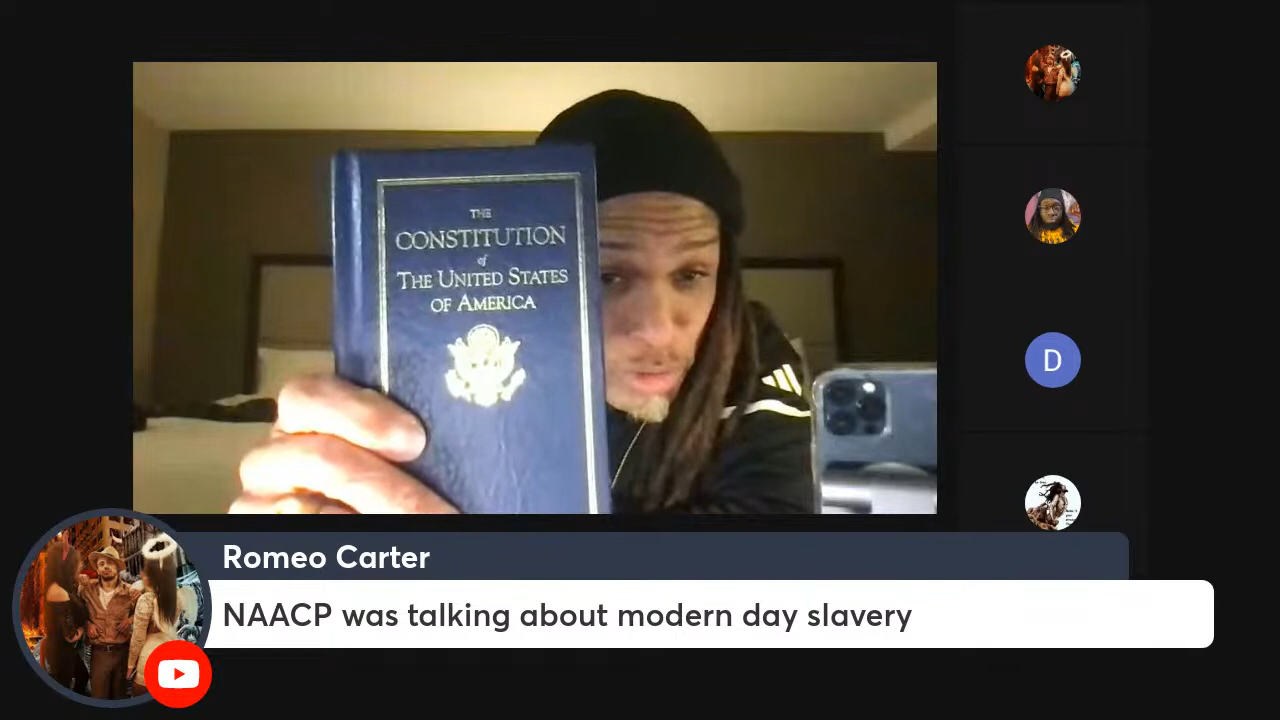 THE
CONSTITUTION
of
THE UNITED STATES
OF AMERICA
D
Romeo Carter
NAACP was talking about modern day slavery